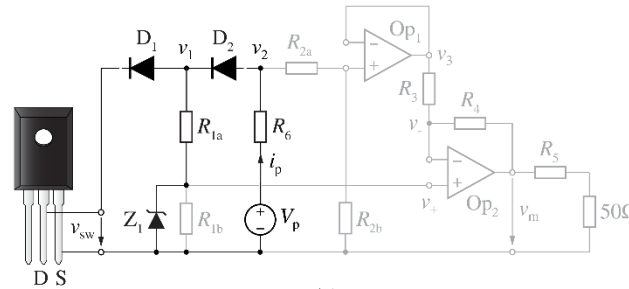 D₁
v₁
D₂
v₂
R₂ₐ
Op₁
v₃
R₃
R₄
R₁ₐ
R₆
iₚ
v₋
R₅
Z₁
R₁b
Vₚ
v₊
Op₂
R₂b
vₘ
50Ω
v_sw
D S